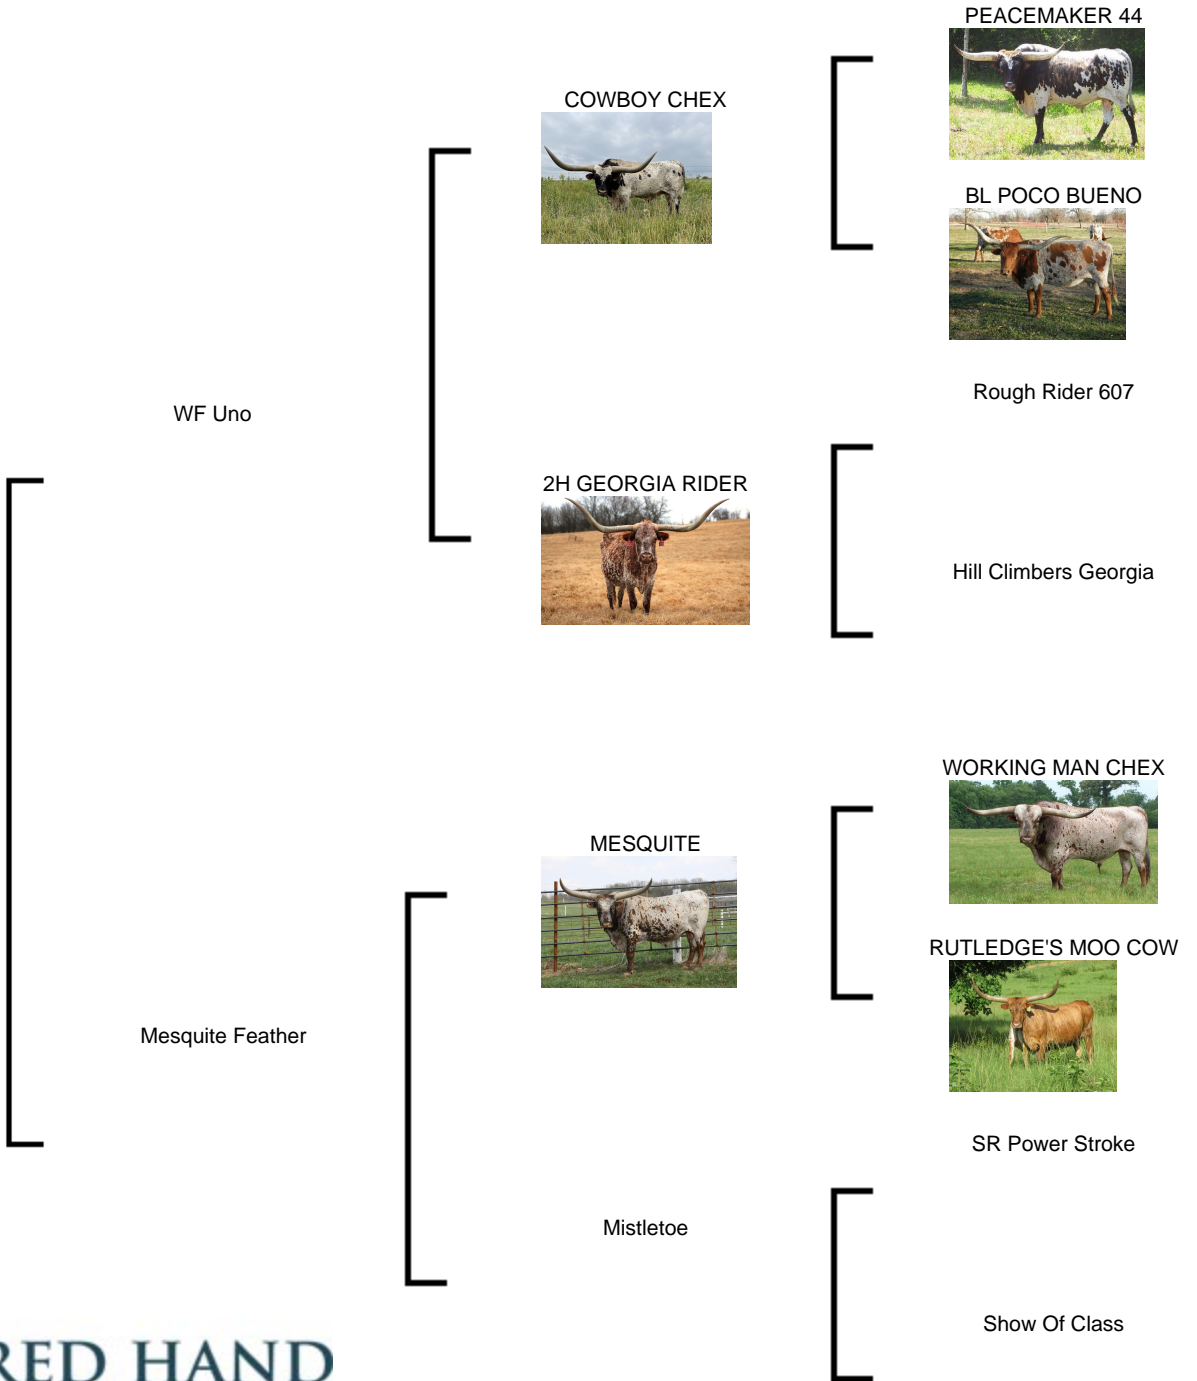 PEACEMAKER 44
COWBOY CHEX
BL POCO BUENO
Rough Rider 607
WF Uno
2H GEORGIA RIDER
Hill Climbers Georgia
WORKING MAN CHEX
MESQUITE
RUTLEDGE'S MOO COW
Mesquite Feather
SR Power Stroke
Mistletoe
Show Of Class
RED HAND